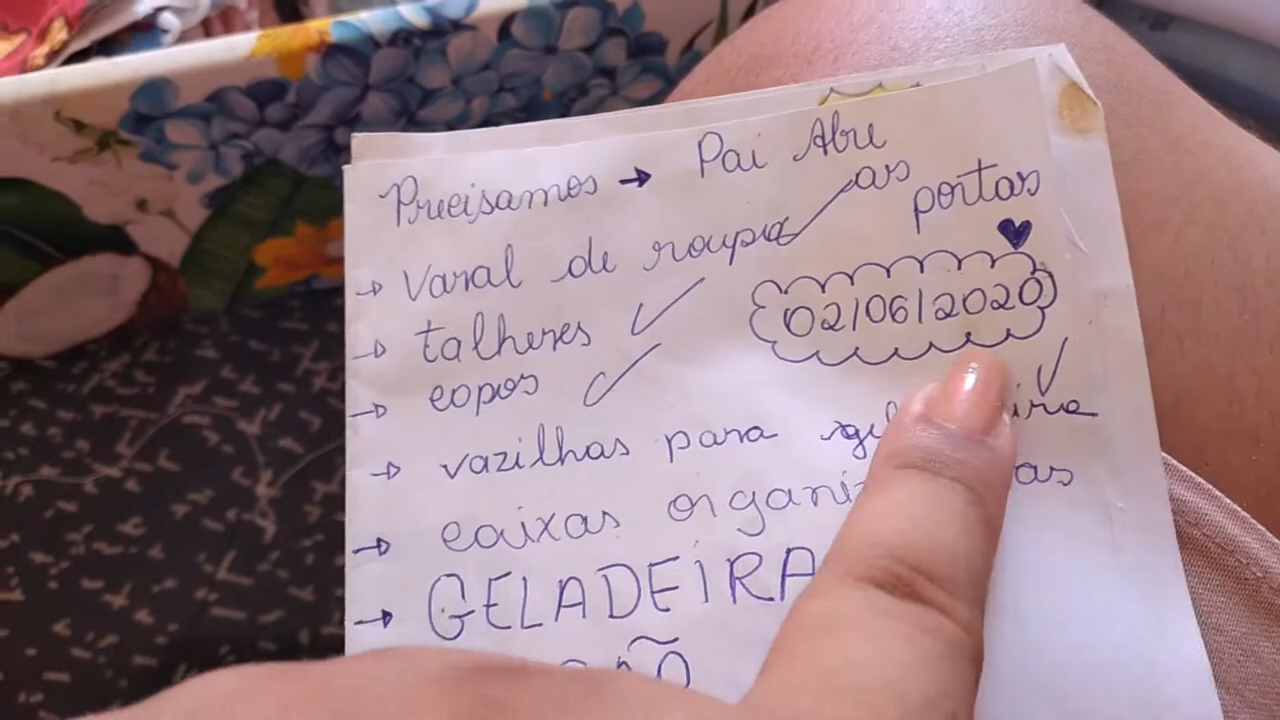 Precisamos → Pai Abre
as portas
→ Varal de roupa
02/06/2020
→ talheres
→ copos
→ vazilhas para
→ caixas
→ GELADEIRA